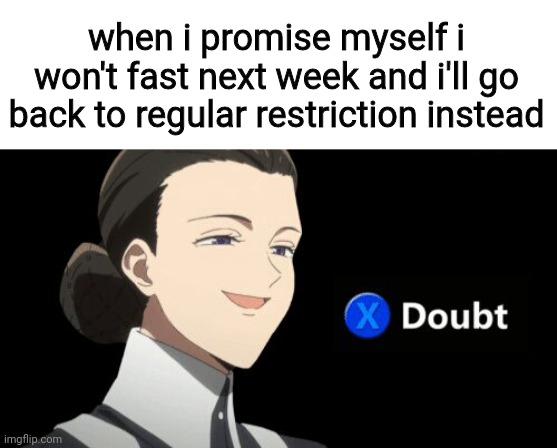 when i promise myself i
won't fast next week and i'll go
back to regular restriction instead
X Doubt
imgflip.com